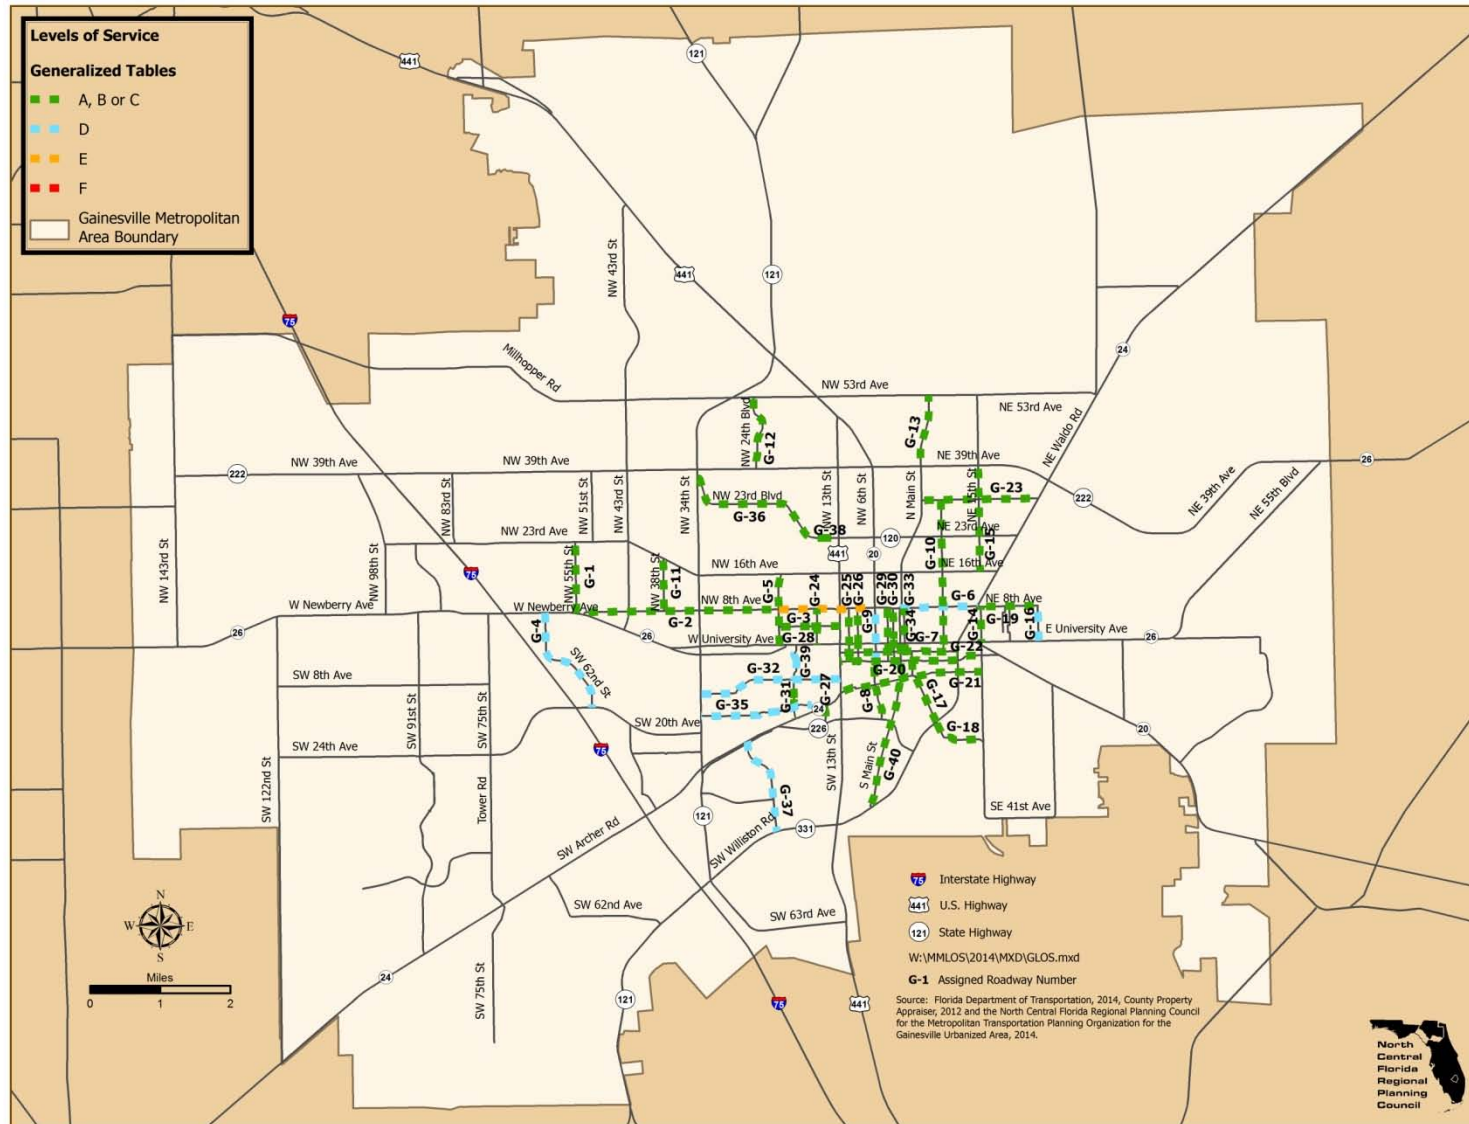 Levels of Service
Generalized Tables
A, B or C
D
E
F
Gainesville Metropolitan
Area Boundary
441
121
NW 43rd St
441
121
75
24
Millhopper Rd
NW 53rd Ave
NE 53rd Ave
NW 24th Blvd
G-12
G-13
NE Waldo Rd
222
NW 39th Ave
NW 39th Ave
NE 39th Ave
26
NW 83rd St
NW 51st St
NW 43rd St
NW 34th St
NW 23rd Blvd
G-36
NW 13th St
NW 6th St
N Main St
NE 15th St
G-23
222
NE 39th Ave
NE 55th Blvd
NW 143rd St
NW 98th St
NW 23rd Ave
G-38
441
20
120
NE 23rd Ave
G-10
G-15
75
NW 55th St
G-1
NW 38th St
G-11
NW 16th Ave
NE 16th Ave
W Newberry Ave
W Newberry Ave
NW 8th Ave
G-5
G-24
G-25
G-26
G-29
G-30
G-33
G-6
NE 8th Ave
26
G-4
G-2
26
G-3
G-9
G-34
G-7
G-14
G-19
G-16
E University Ave
26
W University Ave
G-28
G-39
G-22
SW 8th Ave
SW 62nd St
G-32
G-31
G-27
G-20
G-21
G-35
24
G-8
G-17
G-18
SW 91st St
SW 75th St
SW 20th Ave
226
20
SW 24th Ave
75
SW 122nd St
Tower Rd
G-37
SW 13th St
S Main St
G-40
SE 41st Ave
121
331
SW Archer Rd
SW Williston Rd
SW 62nd Ave
SW 63rd Ave
24
SW 75th St
121
75
441
N
W E
S
Miles
0 1 2
75 Interstate Highway
441 U.S. Highway
121 State Highway
W:\MMLOS\2014\MXD\GLOS.mxd
G-1 Assigned Roadway Number
Source: Florida Department of Transportation, 2014, County Property
Appraiser, 2012 and the North Central Florida Regional Planning Council
for the Metropolitan Transportation Planning Organization for the
Gainesville Urbanized Area, 2014.
North
Central
Florida
Regional
Planning
Council